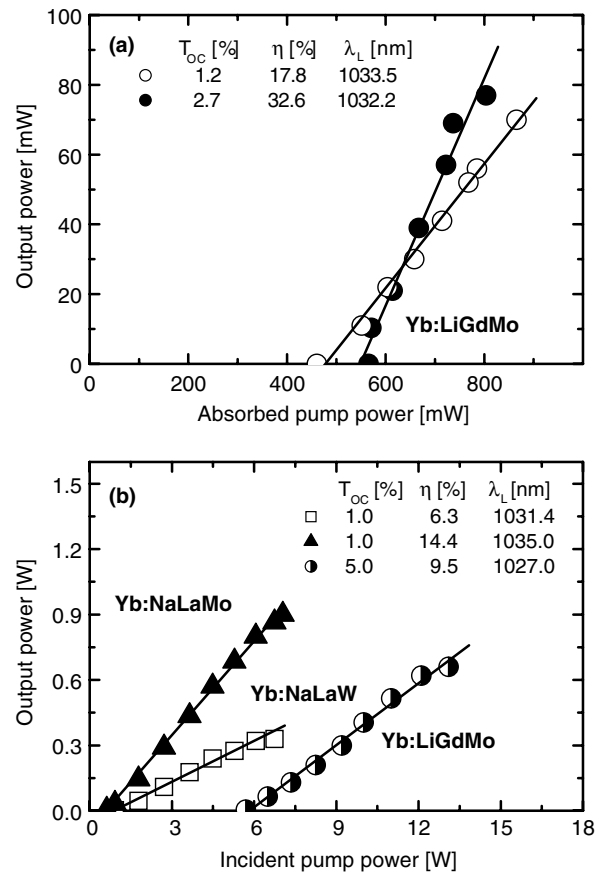 (a)
T_OC [%] η [%] λ_L [nm]
○ 1.2 17.8 1033.5
● 2.7 32.6 1032.2
100
80
60
40
20
0
Output power [mW]
Yb:LiGdMo
0 200 400 600 800
Absorbed pump power [mW]
(b)
T_OC [%] η [%] λ_L [nm]
□ 1.0 6.3 1031.4
▲ 1.0 14.4 1035.0
◑ 5.0 9.5 1027.0
1.5
1.2
0.9
0.6
0.3
0.0
Output power [W]
Yb:NaLaMo
Yb:NaLaW
Yb:LiGdMo
0 3 6 9 12 15 18
Incident pump power [W]